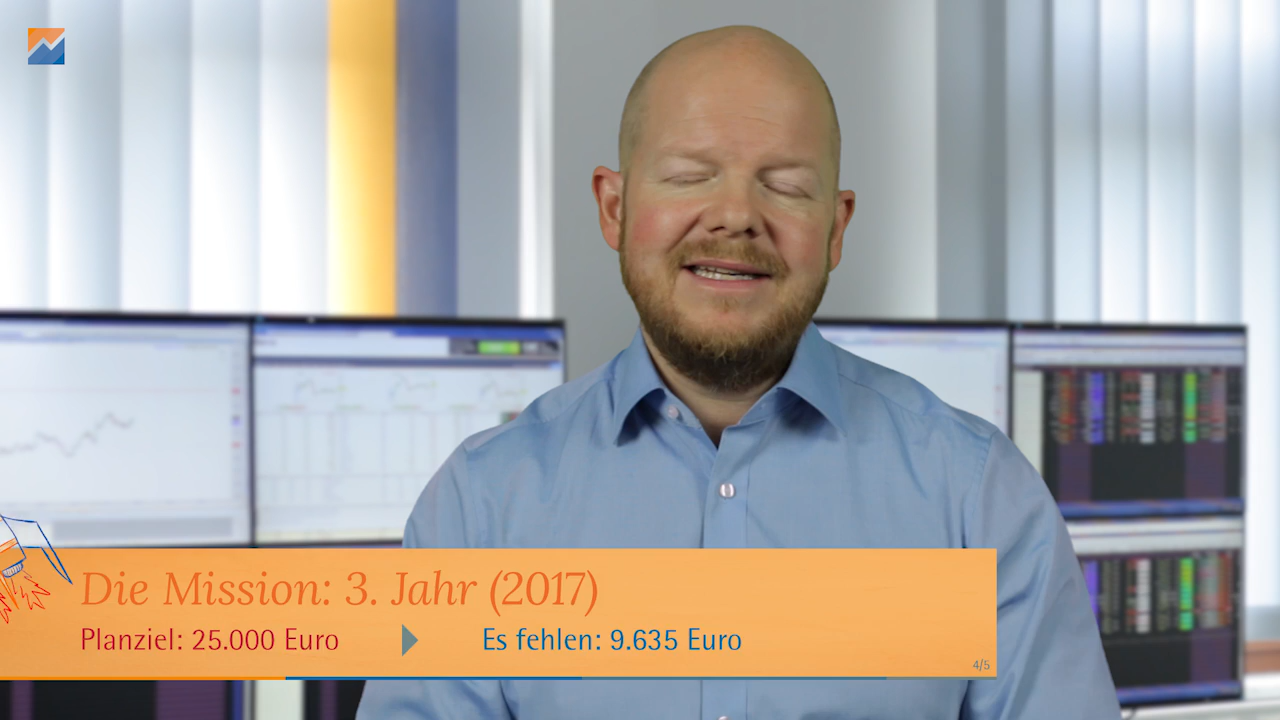 Die Mission: 3. Jahr (2017)
Planziel: 25.000 Euro
Es fehlen: 9.635 Euro
4/5